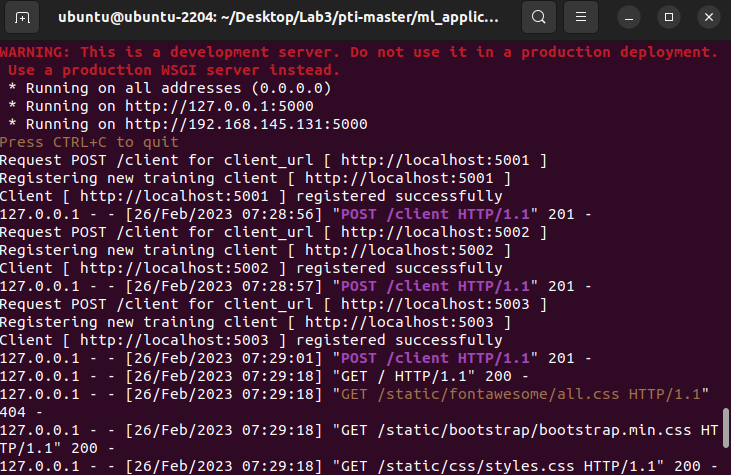 ubuntu@ubuntu-2204: ~/Desktop/Lab3/pti-master/ml_applic...
WARNING: This is a development server. Do not use it in a production deployment.
 Use a production WSGI server instead.
 * Running on all addresses (0.0.0.0)
 * Running on http://127.0.0.1:5000
 * Running on http://192.168.145.131:5000
Press CTRL+C to quit
Request POST /client for client_url [ http://localhost:5001 ]
Registering new training client [ http://localhost:5001 ]
Client [ http://localhost:5001 ] registered successfully
127.0.0.1 - - [26/Feb/2023 07:28:56] "POST /client HTTP/1.1" 201 -
Request POST /client for client_url [ http://localhost:5002 ]
Registering new training client [ http://localhost:5002 ]
Client [ http://localhost:5002 ] registered successfully
127.0.0.1 - - [26/Feb/2023 07:28:57] "POST /client HTTP/1.1" 201 -
Request POST /client for client_url [ http://localhost:5003 ]
Registering new training client [ http://localhost:5003 ]
Client [ http://localhost:5003 ] registered successfully
127.0.0.1 - - [26/Feb/2023 07:29:01] "POST /client HTTP/1.1" 201 -
127.0.0.1 - - [26/Feb/2023 07:29:18] "GET / HTTP/1.1" 200 -
127.0.0.1 - - [26/Feb/2023 07:29:18] "GET /static/fontawesome/all.css HTTP/1.1"
404 -
127.0.0.1 - - [26/Feb/2023 07:29:18] "GET /static/bootstrap/bootstrap.min.css HT
TP/1.1" 200 -
127.0.0.1 - - [26/Feb/2023 07:29:18] "GET /static/css/styles.css HTTP/1.1" 200 -